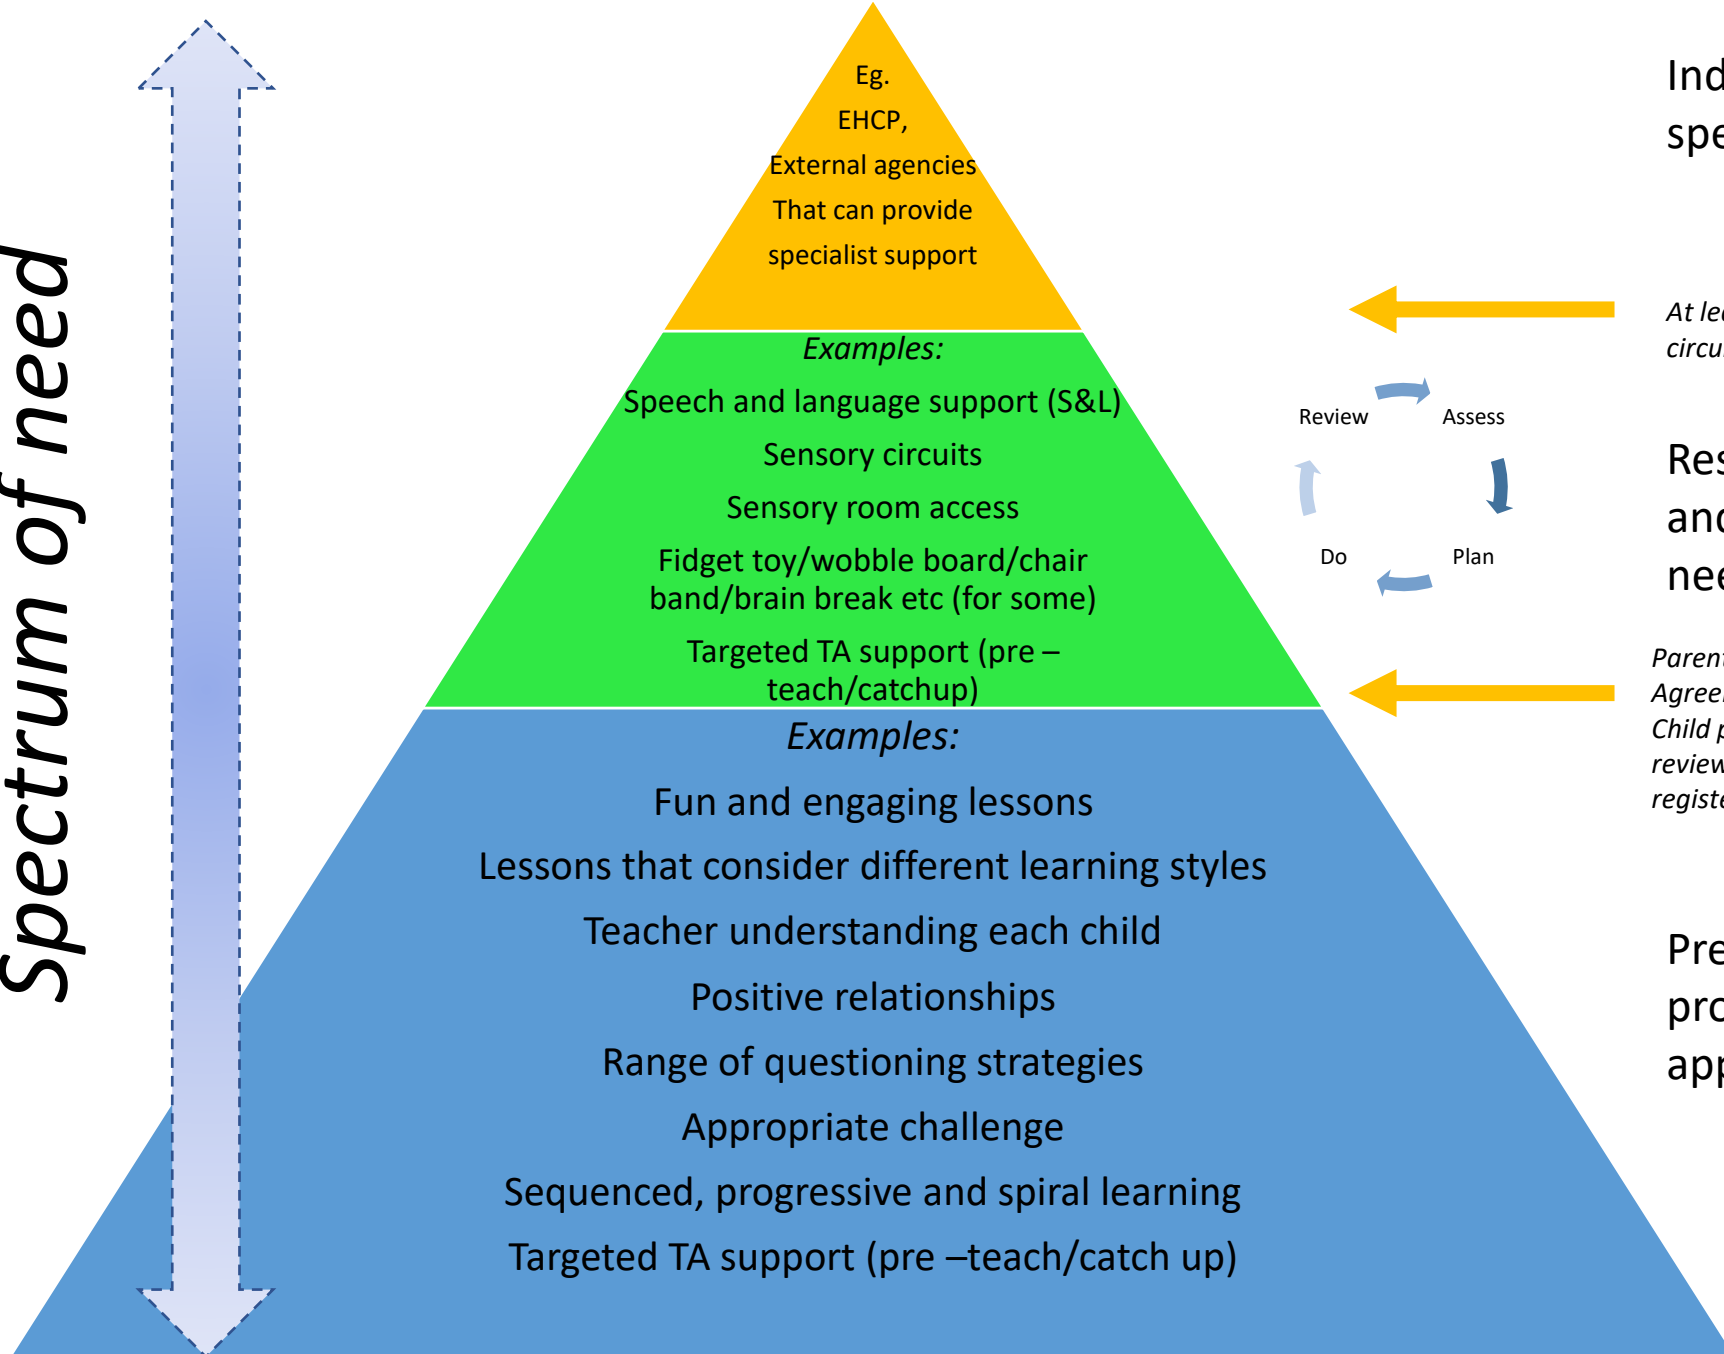 Spectrum of need
Eg.
EHCP,
External agencies
That can provide
specialist support
Examples:
Speech and language support (S&L)
Sensory circuits
Sensory room access
Fidget toy/wobble board/chair
band/brain break etc (for some)
Targeted TA support (pre –
teach/catchup)
Examples:
Fun and engaging lessons
Lessons that consider different learning styles
Teacher understanding each child
Positive relationships
Range of questioning strategies
Appropriate challenge
Sequenced, progressive and spiral learning
Targeted TA support (pre –teach/catch up)
At
Review
Assess
Do
Plan
Child